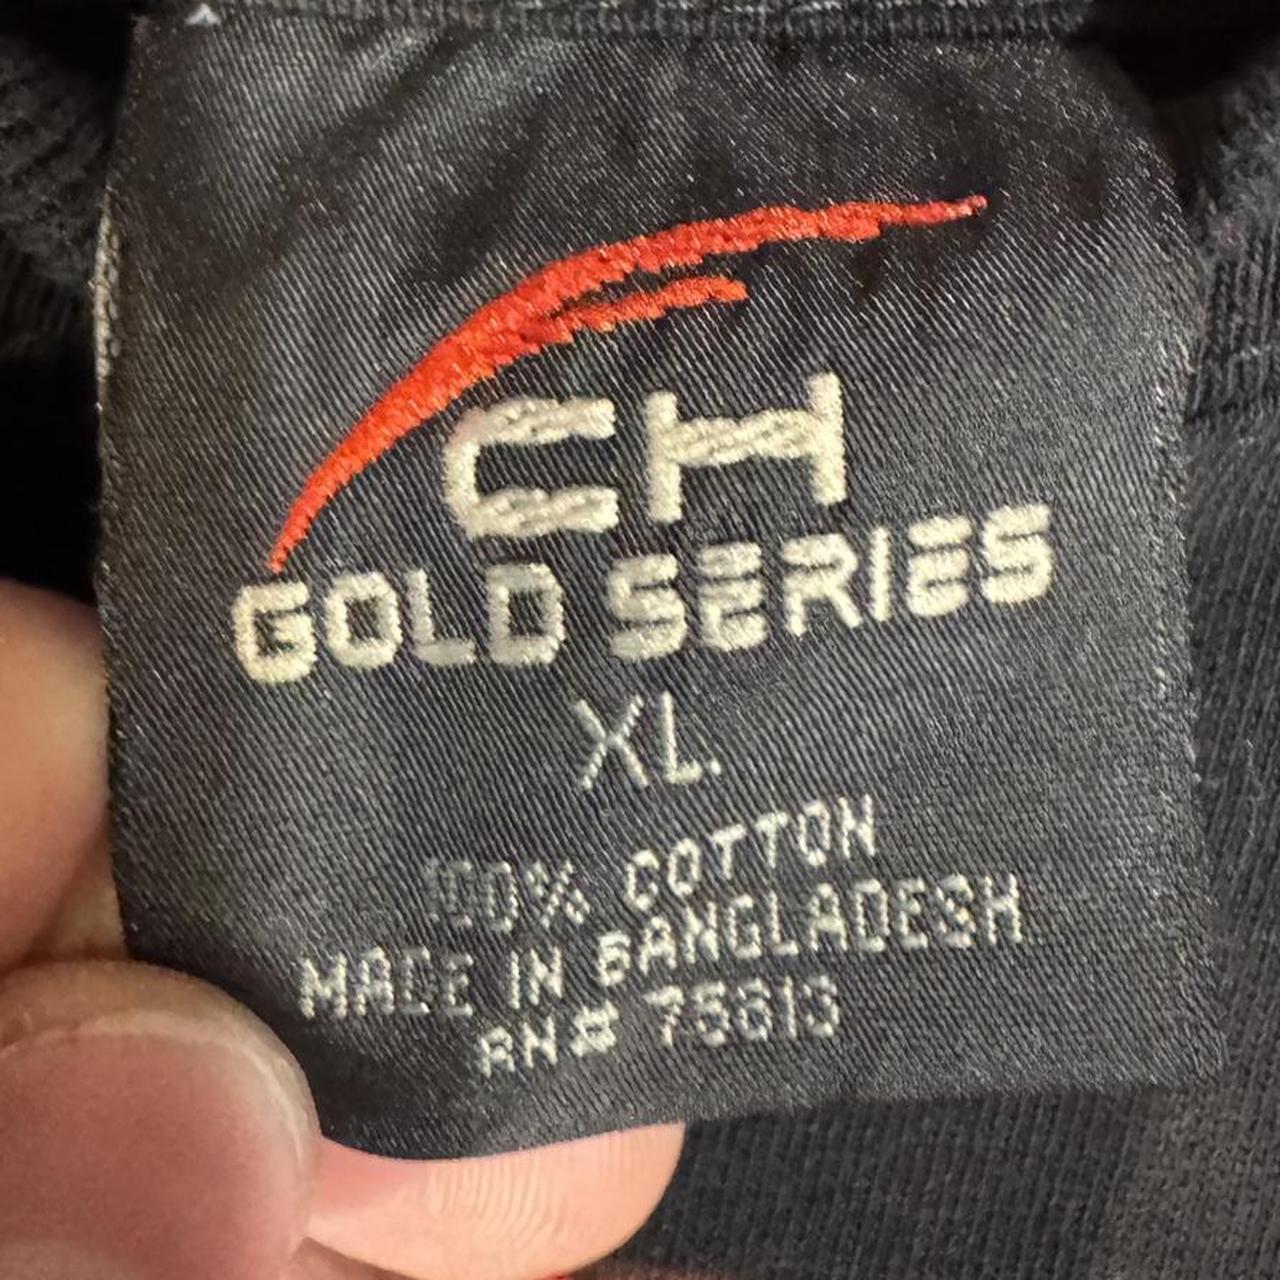 CH
GOLD SERIES
XL
100% COTTON
MADE IN BANGLADESH
RN# 75613